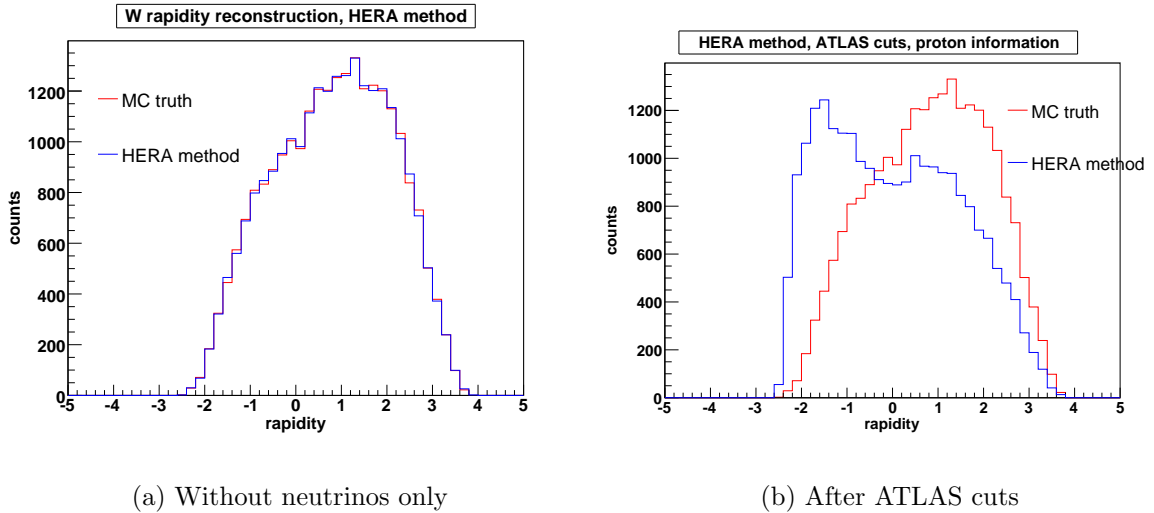 W rapidity reconstruction, HERA method
counts
1200
1000
800
600
400
200
0
MC truth
HERA method
-5 -4 -3 -2 -1 0 1 2 3 4 5
rapidity
(a) Without neutrinos only
HERA method, ATLAS cuts, proton information
counts
1200
1000
800
600
400
200
0
MC truth
HERA method
-5 -4 -3 -2 -1 0 1 2 3 4 5
rapidity
(b) After ATLAS cuts